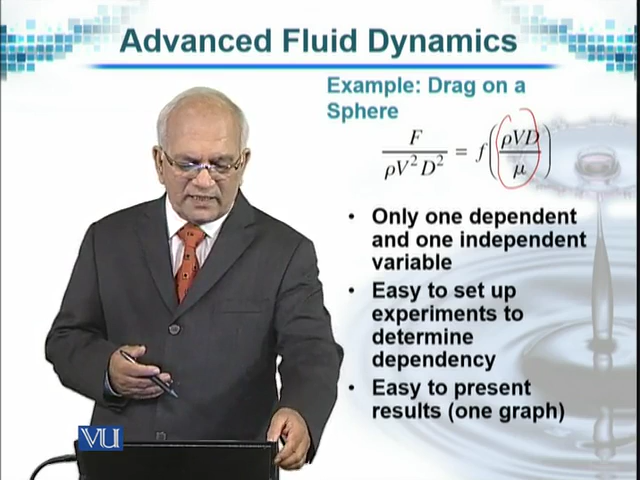 Advanced Fluid Dynamics
Example: Drag on a
Sphere
F/ρV²D² = f(ρVD/μ)
• Only one dependent
and one independent
variable
• Easy to set up
experiments to
determine
dependency
• Easy to present
results (one graph)
VU